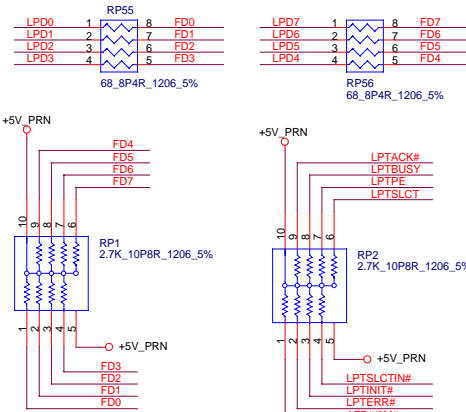 RP55
LPD0 1 8 FD0
LPD1 2 7 FD1
LPD2 3 6 FD2
LPD3 4 5 FD3
68_8P4R_1206_5%
LPD7 1 8 FD7
LPD6 2 7 FD6
LPD5 3 6 FD5
LPD4 4 5 FD4
RP56
68_8P4R_1206_5%
+5V_PRN
FD4
FD5
FD6
FD7
10 9 8 7 6
RP1
2.7K_10P8R_1206_5%
1 2 3 4 5
+5V_PRN
FD3
FD2
FD1
FD0
+5V_PRN
LPTACK#
LPTBUSY
LPTPE
LPTSLCT
10 9 8 7 6
RP2
2.7K_10P8R_1206_5%
1 2 3 4 5
+5V_PRN
LPTSLCTIN#
LPTINIT#
LPTERR#